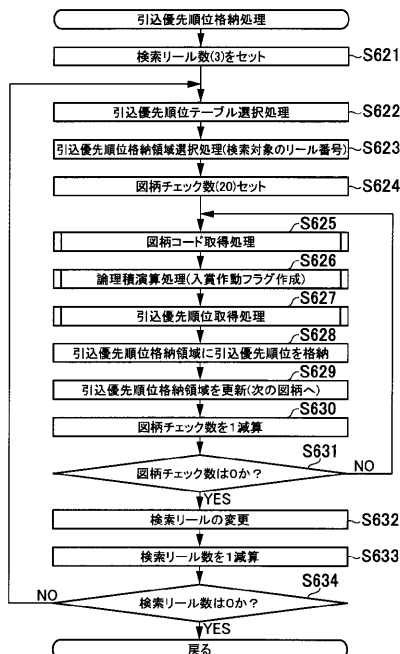 引込優先順位格納処理
検索リール数(3)をセット S621
引込優先順位テーブル選択処理 S622
引込優先順位格納領域選択処理(検索対象のリール番号) S623
図柄チェック数(20)セット S624
S625
図柄コード取得処理
S626
論理積演算処理(入賞作動フラグ作成)
S627
引込優先順位取得処理
S628
引込優先順位格納領域に引込優先順位を格納
S629
引込優先順位格納領域を更新(次の図柄へ)
S630
図柄チェック数を1減算
S631
図柄チェック数は0か? NO
YES
検索リールの変更 S632
検索リール数を1減算 S633
S634
NO 検索リール数は0か?
YES
戻る